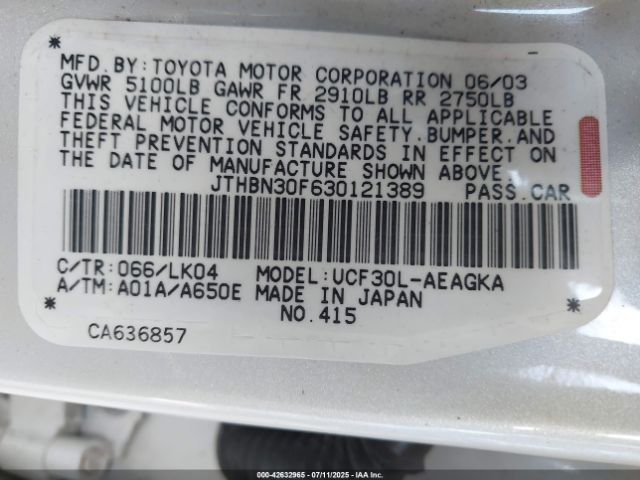 MFD. BY: TOYOTA MOTOR CORPORATION 06/03
GVWR 5100LB GAWR FR 2910LB RR 2750LB
THIS VEHICLE CONFORMS TO ALL APPLICABLE
FEDERAL MOTOR VEHICLE SAFETY.BUMPER.AND
THEFT PREVENTION STANDARDS IN EFFECT ON
THE DATE OF MANUFACTURE SHOWN ABOVE.
JTHBN30F630121389 PASS.CAR
C/TR: 066/LK04 MODEL: UCF30L-AEAGKA
A/TM: A01A/A650E MADE IN JAPAN
NO.415
CA636857
000-42632965 - 07/11/2025 - IAA Inc.